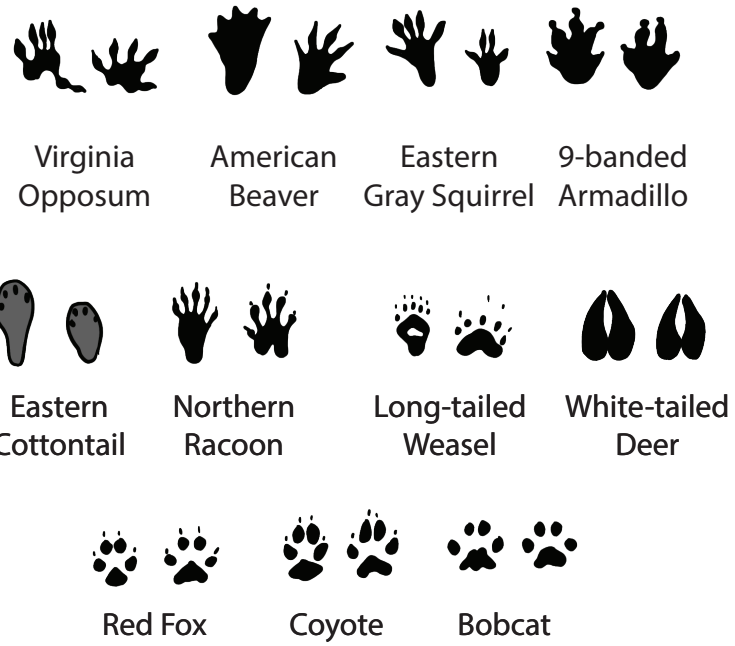 Virginia
Opposum
American
Beaver
Eastern
Gray Squirrel
9-banded
Armadillo
Eastern
Cottontail
Northern
Racoon
Long-tailed
Weasel
White-tailed
Deer
Red Fox
Coyote
Bobcat